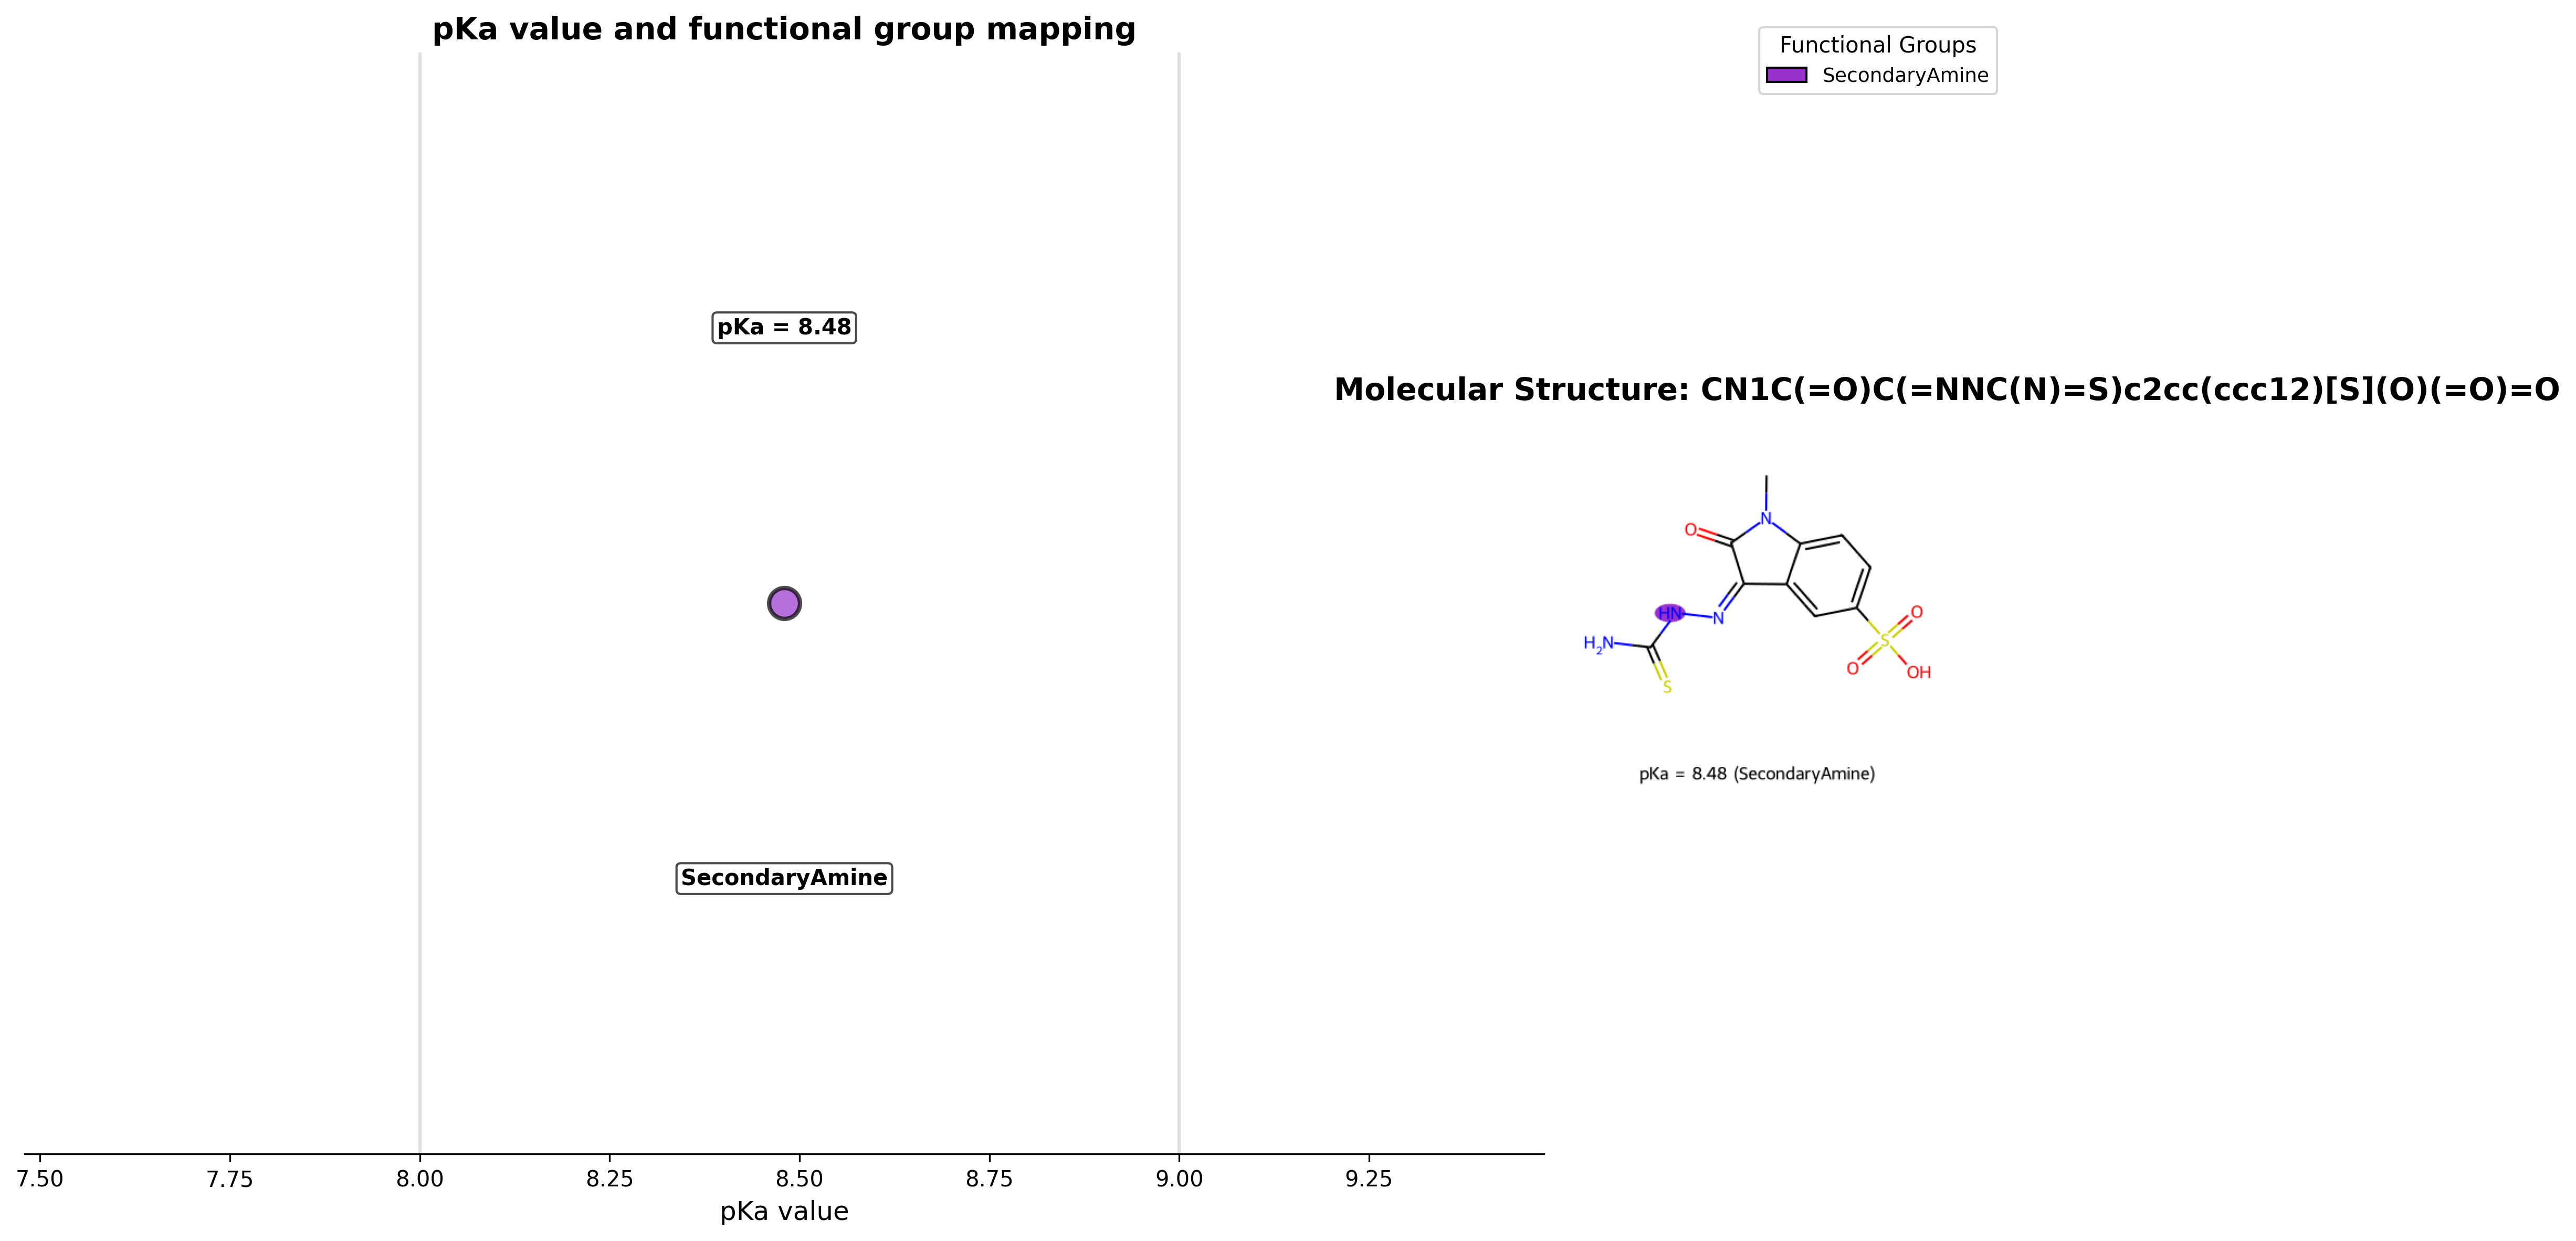 pKa value and functional group mapping
pKa = 8.48
SecondaryAmine
7.50 7.75 8.00 8.25 8.50 8.75 9.00 9.25
pKa value
Functional Groups
SecondaryAmine
Molecular Structure: CN1C(=O)C(=NNC(N)=S)c2cc(ccc12)[S](O)(=O)=O
N
O
HN
N
H2N
S
O
S
O
OH
pKa = 8.48 (SecondaryAmine)